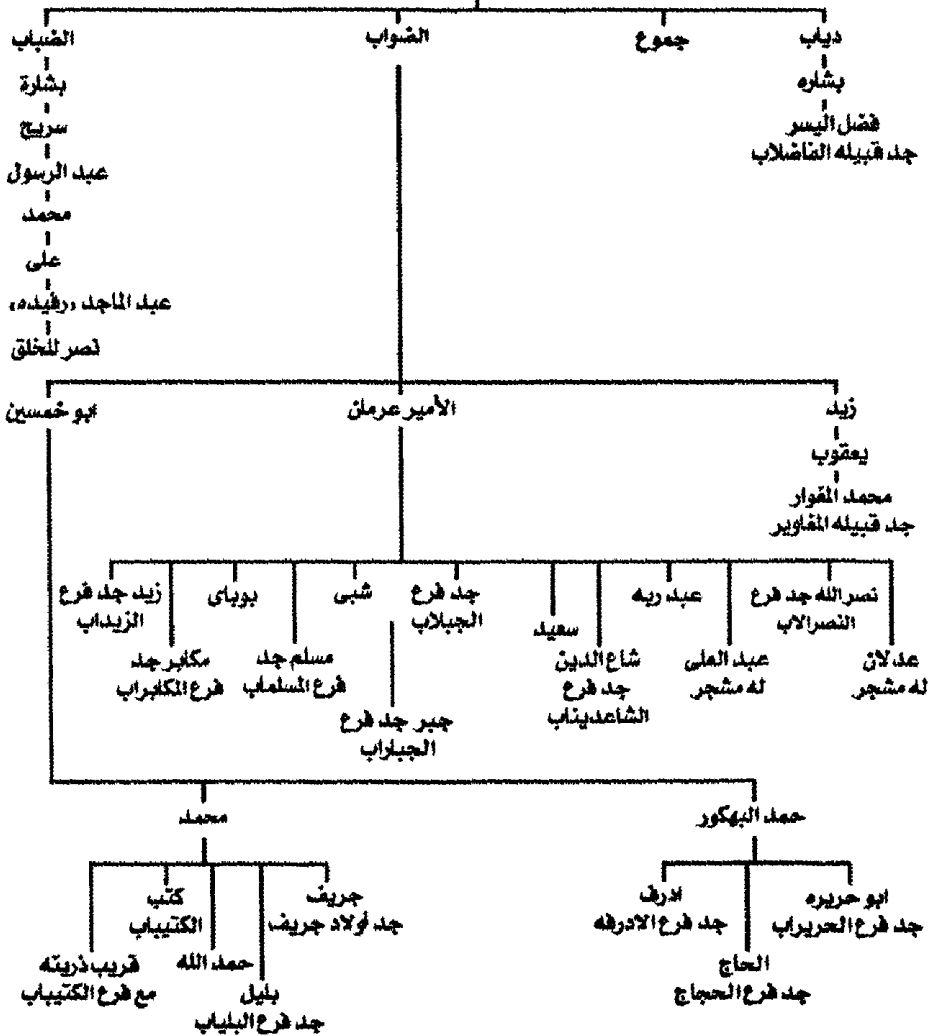 دياب
جموع
الضواب
الضباب
بشاره
فضل اليسر
جد قبيله الفاضلاب
بشارة
سريح
عبد الرسول
محمد
على
عبد الماجد «رفيده»
نصر للخلق
زيد
الأمير عرمان
ابو خمسين
يعقوب
محمد المغوار
جد قبيله المغاوير
عدلان
له مشجر
نصر الله جد فرع
النصرالاب
عبد العلى
له مشجر
عبد ربه
شاع الدين
جد فرع
الشاعديناب
سعيد
جد فرع
الجبلاب
جبر جد فرع
الجباراب
شبى
مسلم جد
فرع المسلماب
بوباى
مكابر جد
فرع المكابراب
زيد جد فرع
الزيداب
حمد البهكور
محمد
ابو حريره
جد فرع الحريراب
الحاج
جد فرع الحجاج
ادرف
جد فرع الادرفه
جريف
جد أولاد جريف
بليل
جد فرع البلياب
حمد الله
كتب
الكتيباب
قريب ذريته
مع فرع الكتيباب